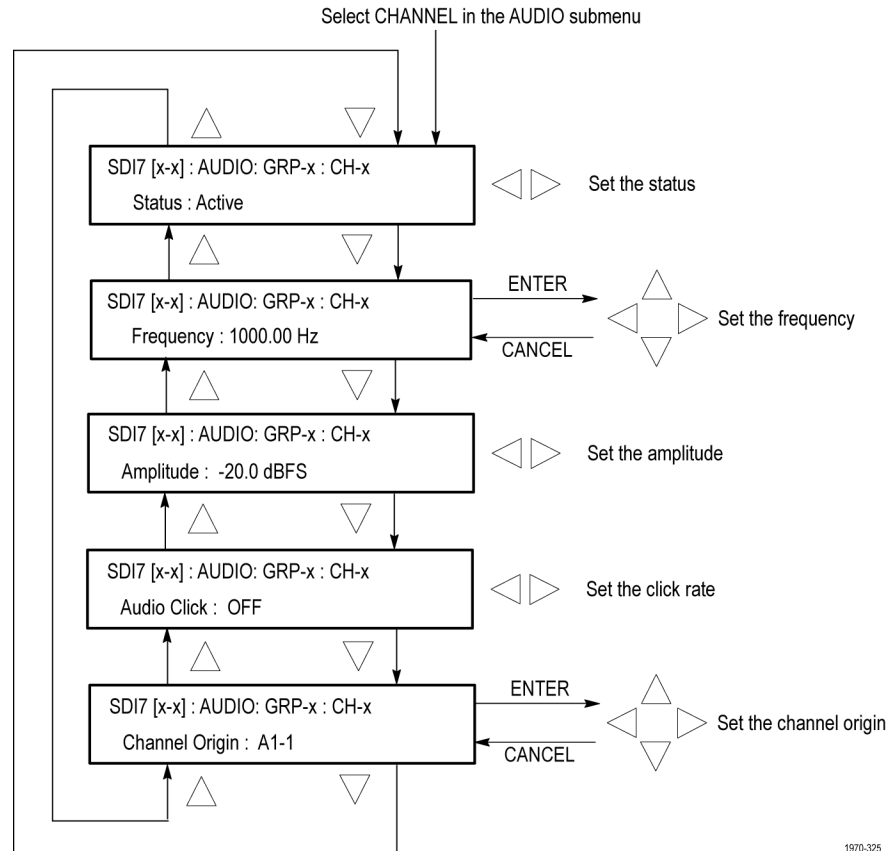 Select CHANNEL in the AUDIO submenu
SDI7 [x-x] : AUDIO: GRP-x : CH-x
Status : Active
Set the status
SDI7 [x-x] : AUDIO: GRP-x : CH-x
Frequency : 1000.00 Hz
ENTER
CANCEL
Set the frequency
SDI7 [x-x] : AUDIO: GRP-x : CH-x
Amplitude : -20.0 dBFS
Set the amplitude
SDI7 [x-x] : AUDIO: GRP-x : CH-x
Audio Click : OFF
Set the click rate
SDI7 [x-x] : AUDIO: GRP-x : CH-x
Channel Origin : A1-1
ENTER
CANCEL
Set the channel origin
1970-325